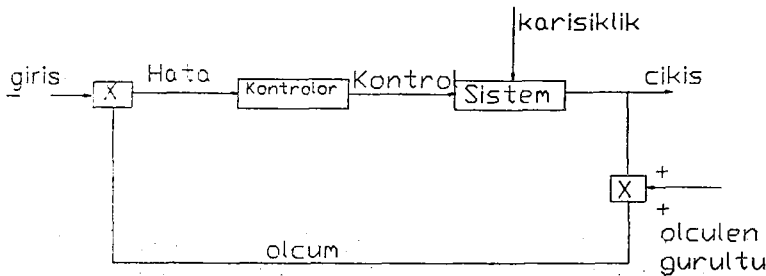 karisiklik
giris
X
Hata
Kontrolor
Kontrol
Sistem
cikis
X
+
+
olcum
olculen
gurultu